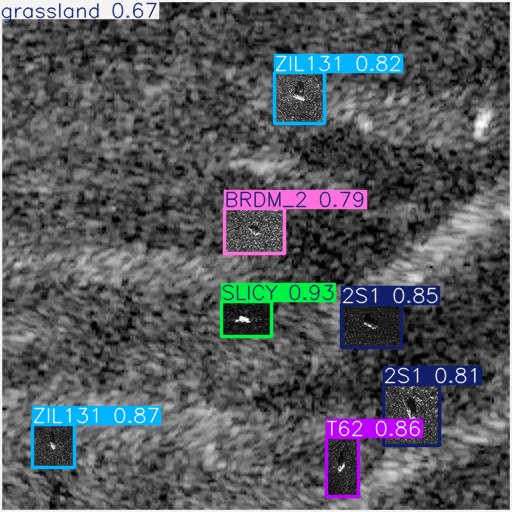 grassland 0.67
ZIL131 0.82
BRDM_2 0.79
SLICY 0.93
2S1 0.85
2S1 0.81
ZIL131 0.87
T62 0.86